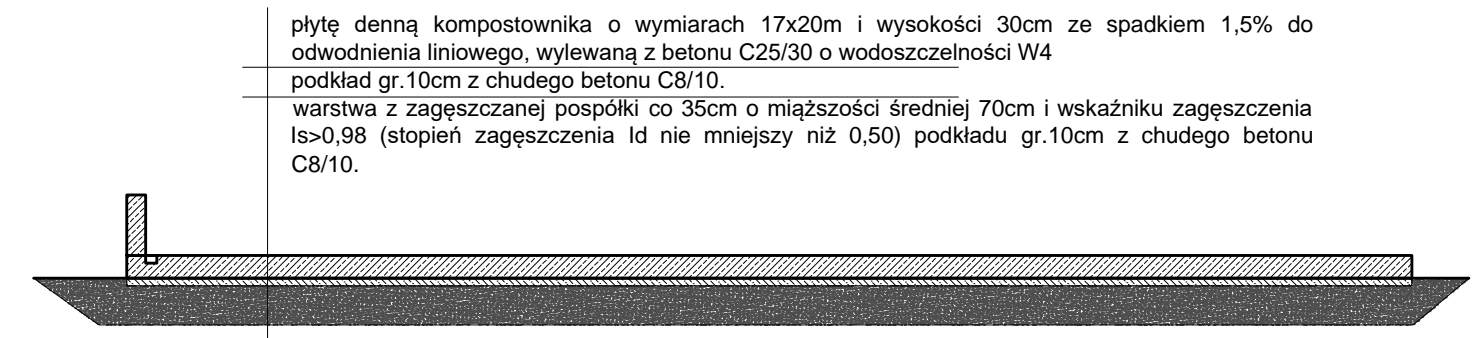 płytę denną kompostownika o wymiarach 17x20m i wysokości 30cm ze spadkiem 1,5% do
odwodnienia liniowego, wylewaną z betonu C25/30 o wodoszczelności W4
podkład gr.10cm z chudego betonu C8/10.
warstwa z zagęszczanej pospółki co 35cm o miąższości średniej 70cm i wskaźniku zagęszczenia
Is>0,98 (stopień zagęszczenia Id nie mniejszy niż 0,50) podkładu gr.10cm z chudego betonu
C8/10.